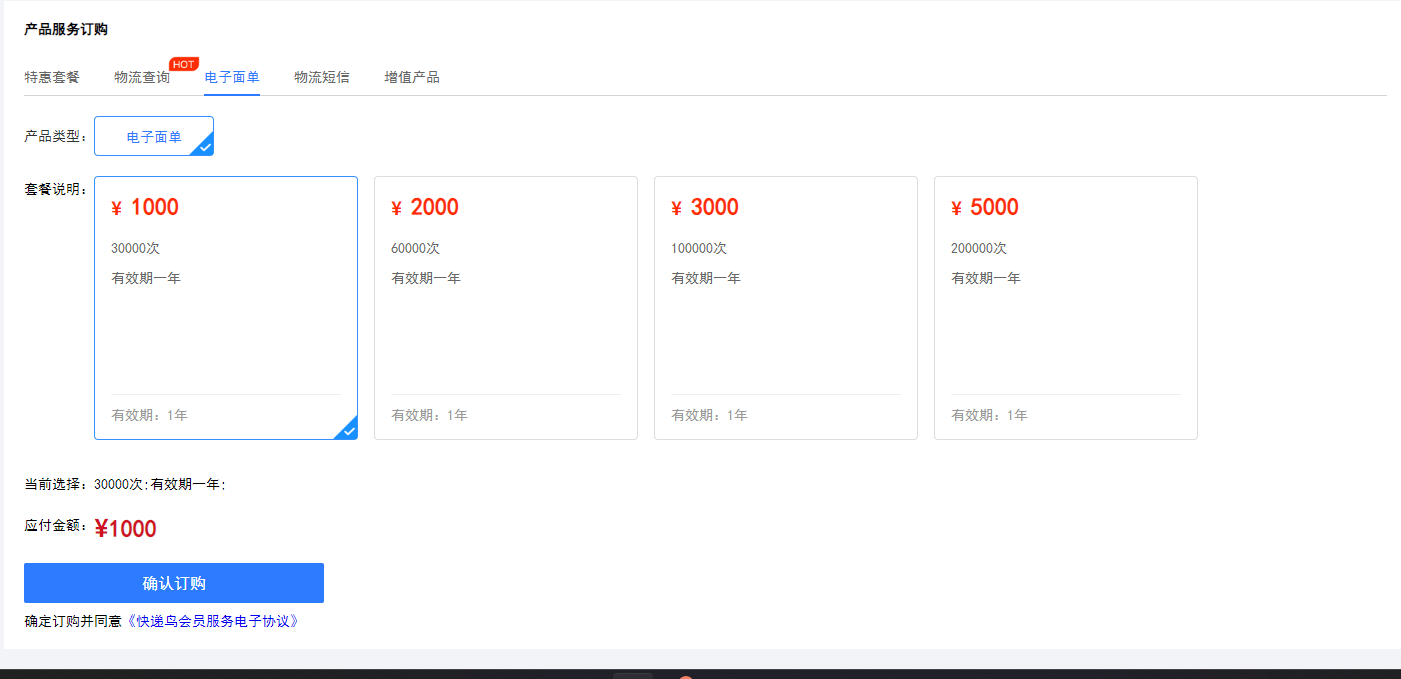 产品服务订购
特惠套餐 物流查询 HOT 电子面单 物流短信 增值产品
产品类型： 电子面单
套餐说明：
¥ 1000
30000次
有效期一年
有效期：1年
¥ 2000
60000次
有效期一年
有效期：1年
¥ 3000
100000次
有效期一年
有效期：1年
¥ 5000
200000次
有效期一年
有效期：1年
当前选择：30000次;有效期一年;
应付金额：¥1000
确认订购
确定订购并同意《快递鸟会员服务电子协议》